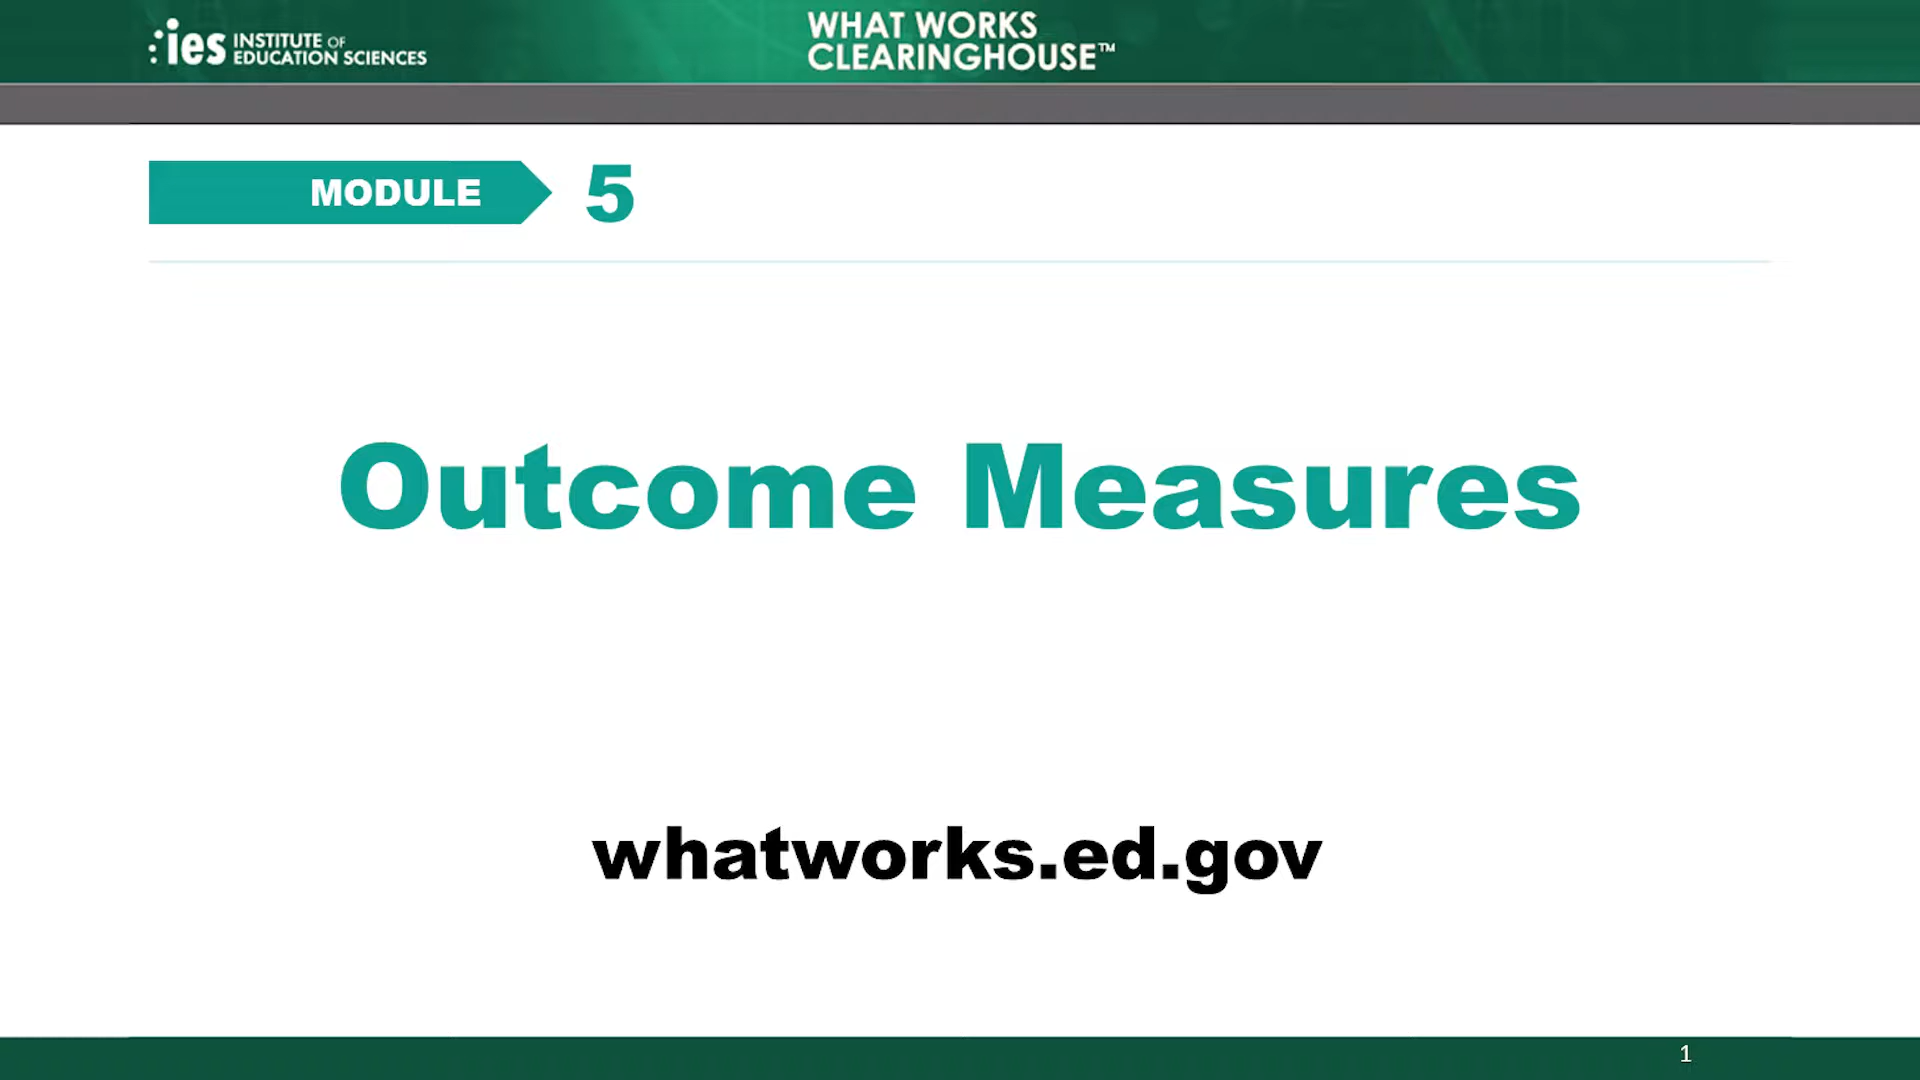 ies INSTITUTE OF
EDUCATION SCIENCES
WHAT WORKS
CLEARINGHOUSE™
MODULE 5
Outcome Measures
whatworks.ed.gov
1